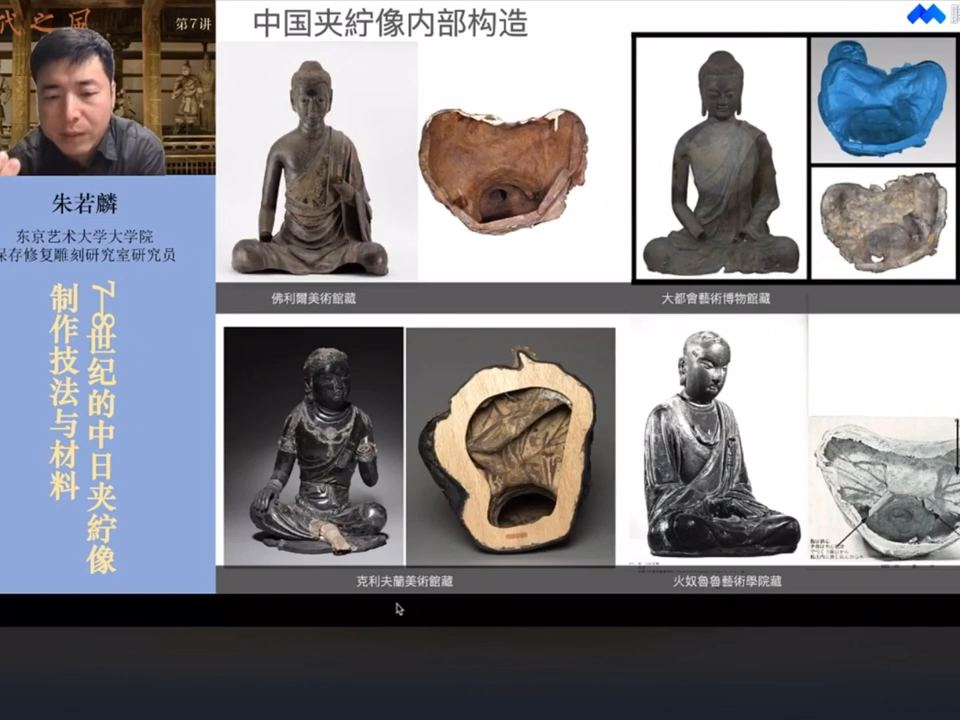 代之風
第7讲
中国夹紵像内部构造
朱若麟
东京艺术大学大学院
保存修复雕刻研究室研究员
7—8世纪的中日夹紵像
制作技法与材料
佛利爾美術館藏
大都會藝術博物館藏
克利夫蘭美術館藏
火奴魯魯藝術學院藏